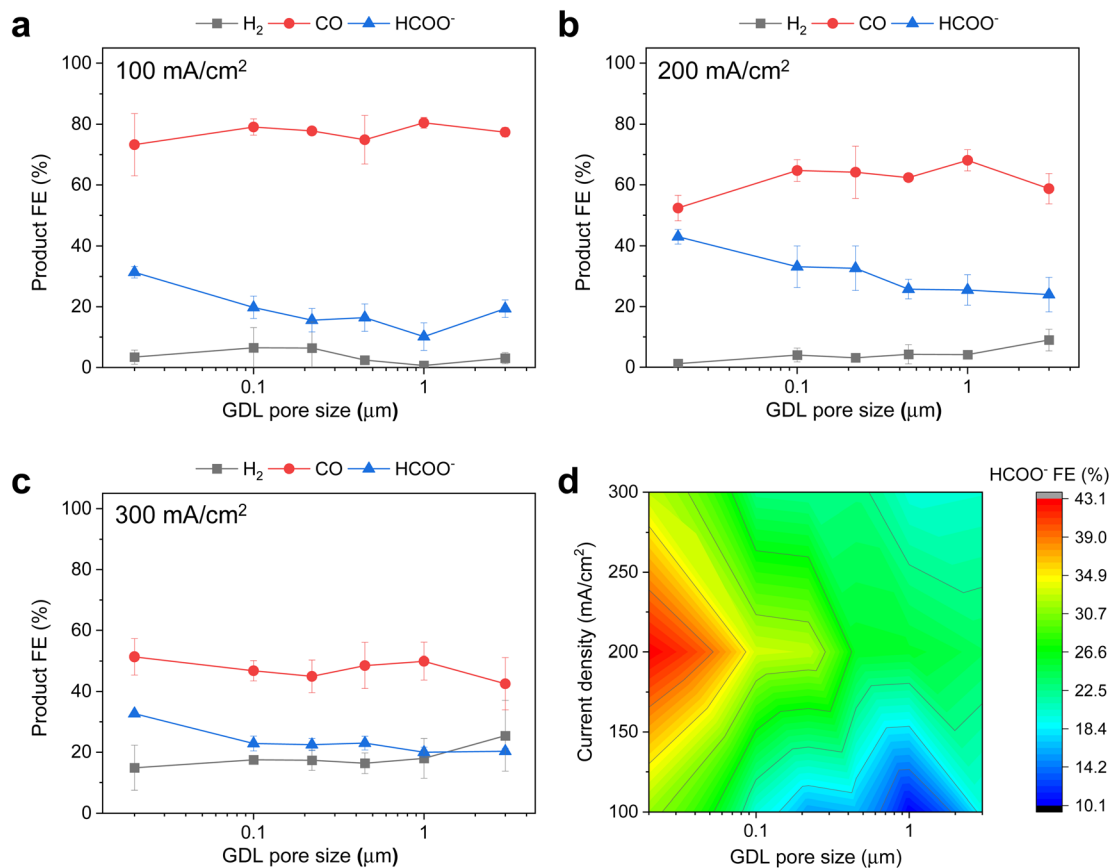 a
H₂ CO HCOO⁻
100 mA/cm²
Product FE (%)
100
80
60
40
20
0
0.1 1
GDL pore size (μm)
b
H₂ CO HCOO⁻
200 mA/cm²
Product FE (%)
100
80
60
40
20
0
0.1 1
GDL pore size (μm)
c
H₂ CO HCOO⁻
300 mA/cm²
Product FE (%)
100
80
60
40
20
0
0.1 1
GDL pore size (μm)
d
HCOO⁻ FE (%)
Current density (mA/cm²)
300
250
200
150
100
0.1 1
GDL pore size (μm)
43.1
39.0
34.9
30.7
26.6
22.5
18.4
14.2
10.1